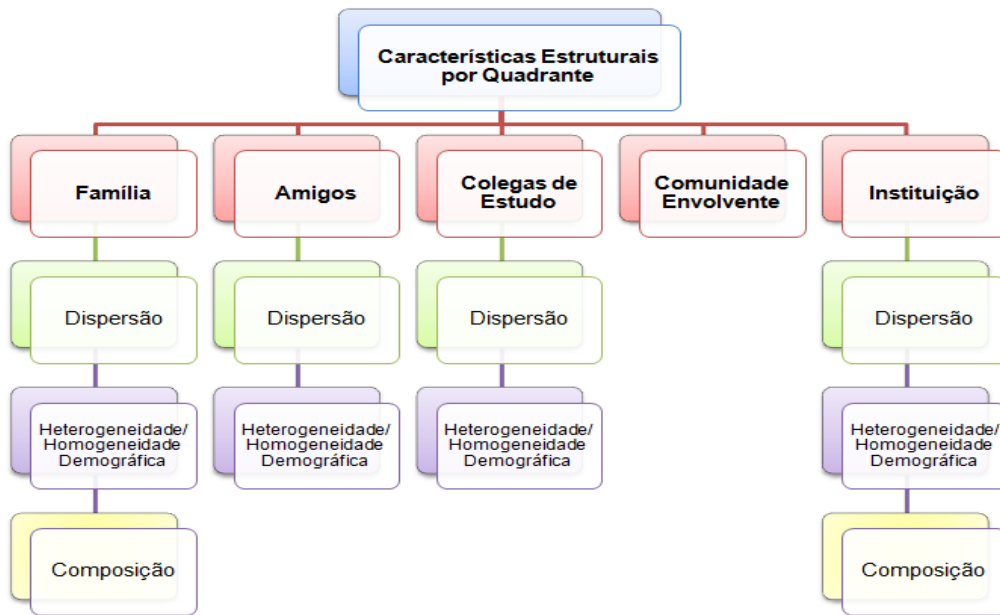 Características Estruturais
por Quadrante
Família
Amigos
Colegas de
Estudo
Comunidade
Envolvente
Instituição
Dispersão
Dispersão
Dispersão
Dispersão
Heterogeneidade/
Homogeneidade
Demográfica
Heterogeneidade/
Homogeneidade
Demográfica
Heterogeneidade/
Homogeneidade
Demográfica
Heterogeneidade/
Homogeneidade
Demográfica
Composição
Composição